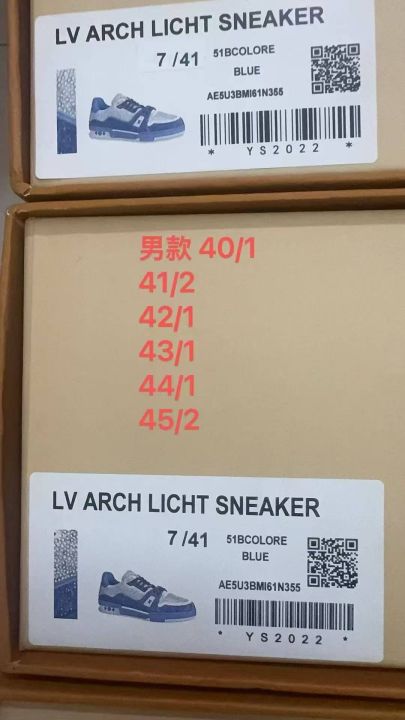 LV ARCH LICHT SNEAKER
7 / 41
51BCOLORE
BLUE
AE5U3BMI61N355
* YS2022 *
男款 40/1
41/2
42/1
43/1
44/1
45/2
LV ARCH LICHT SNEAKER
7 / 41
51BCOLORE
BLUE
AE5U3BMI61N355
* YS2022 *